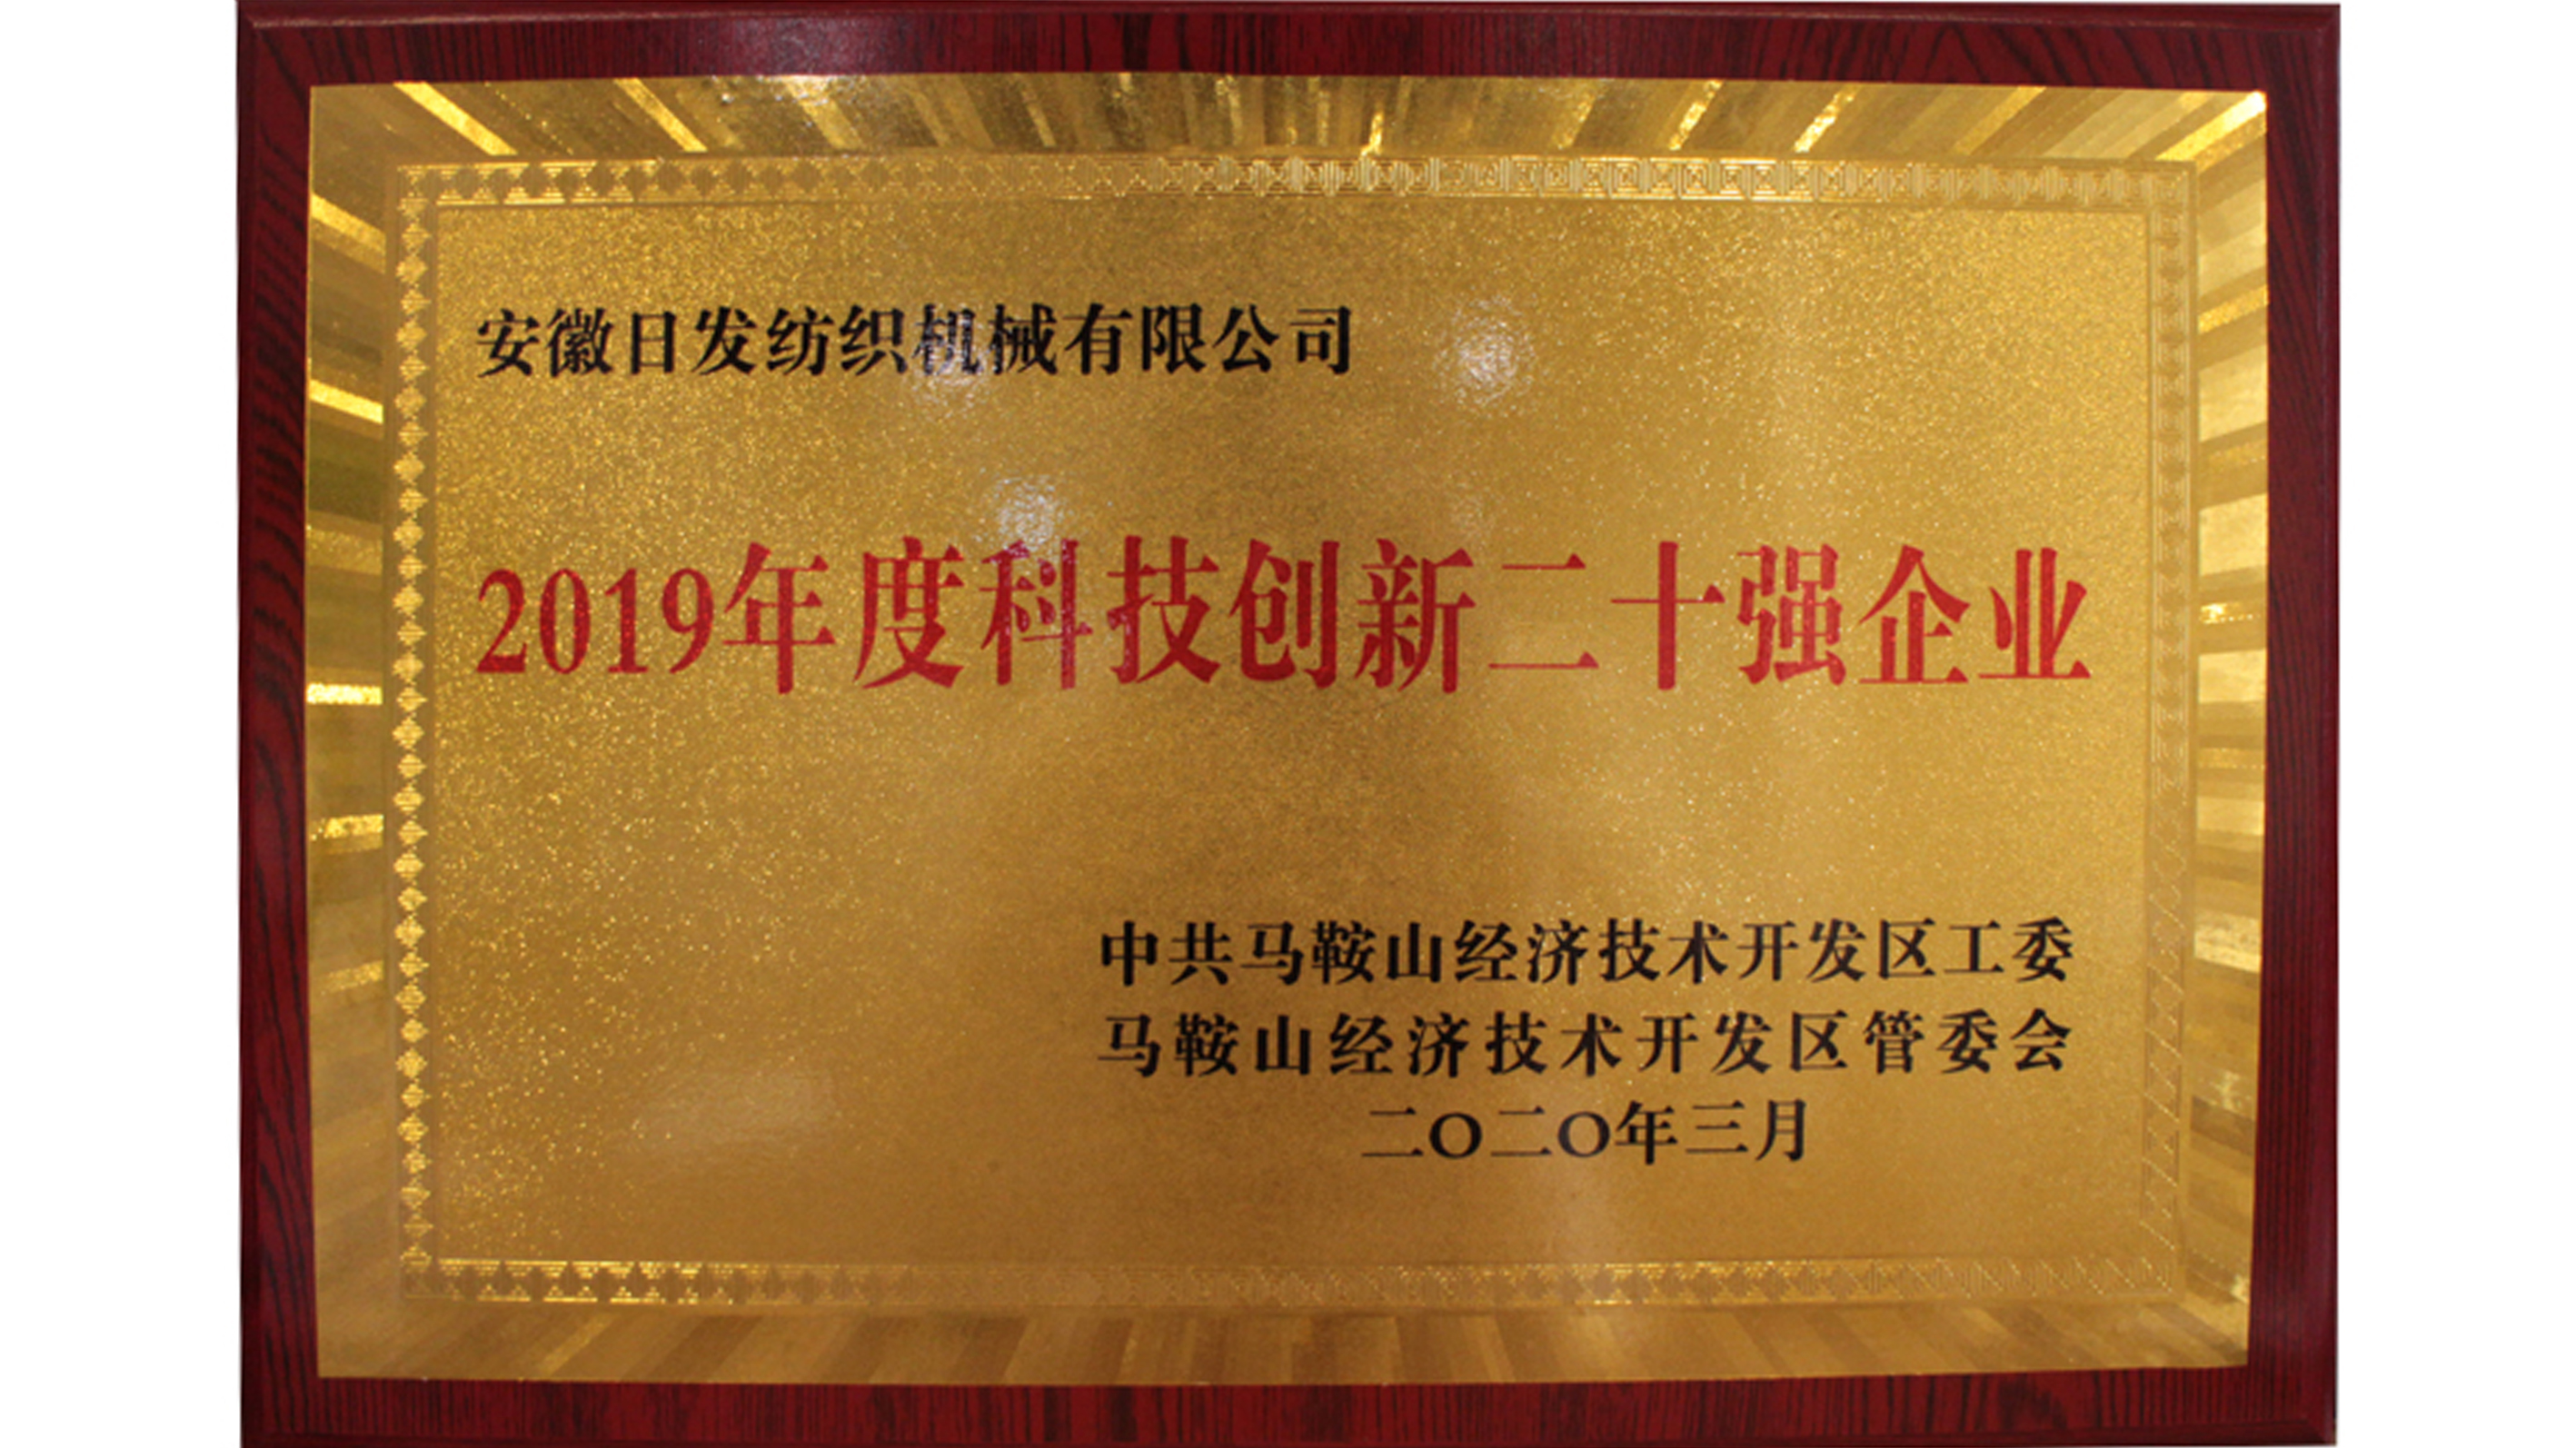 安徽日发纺织机械有限公司
2019年度科技创新二十强企业
中共马鞍山经济技术开发区工委
马鞍山经济技术开发区管委会
二〇二〇年三月